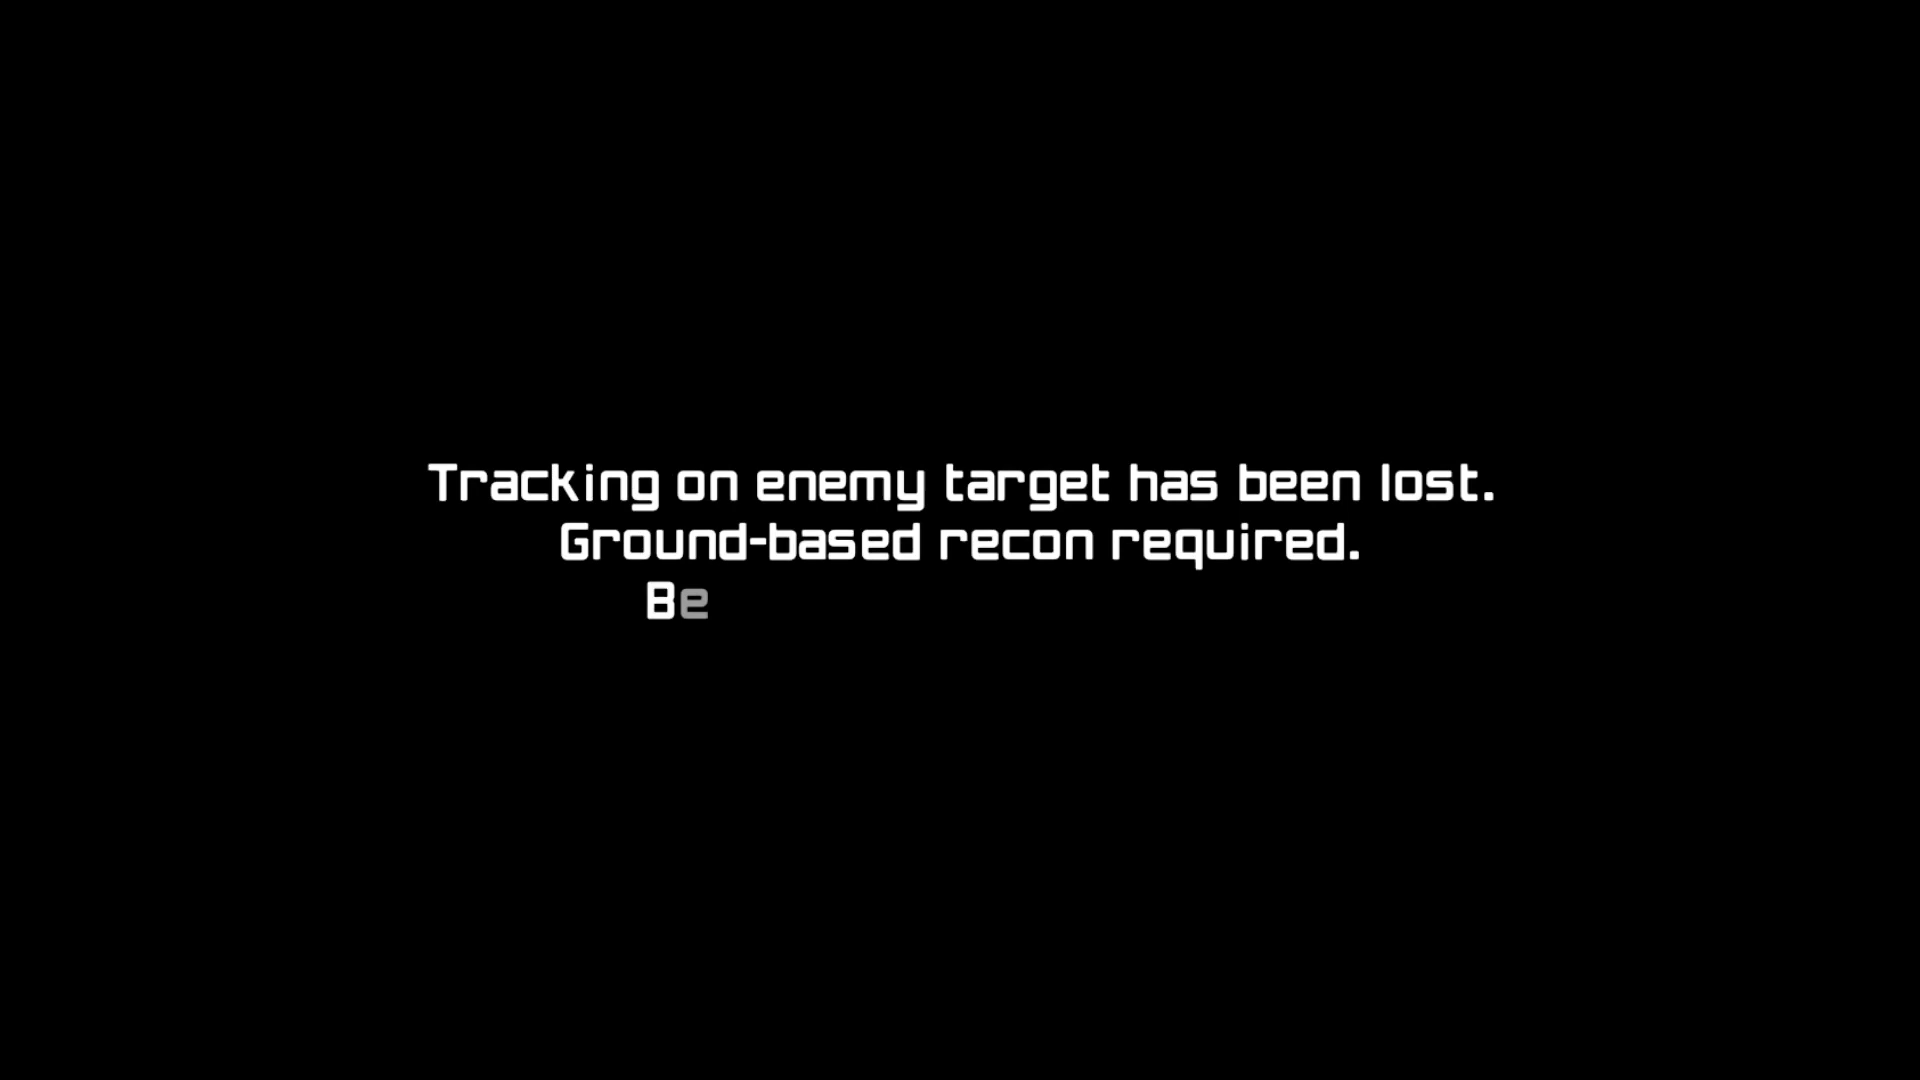 Tracking on enemy target has been lost.
Ground-based recon required.
Be